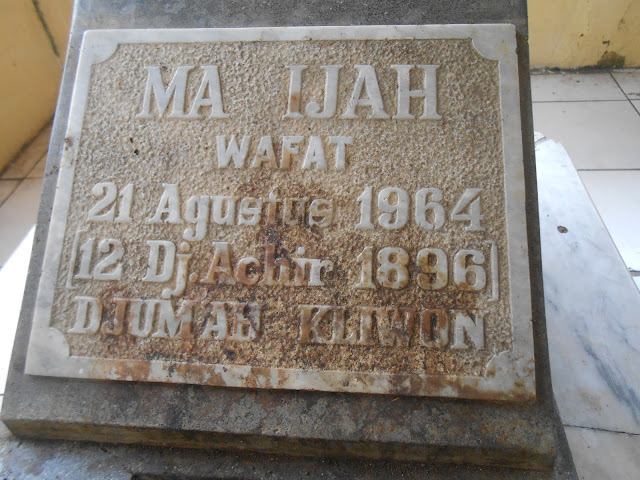 MA IJAH
WAFAT
21 Agustus 1964
[12 Dj. Achir 1896]
DJUMAH KLIWON